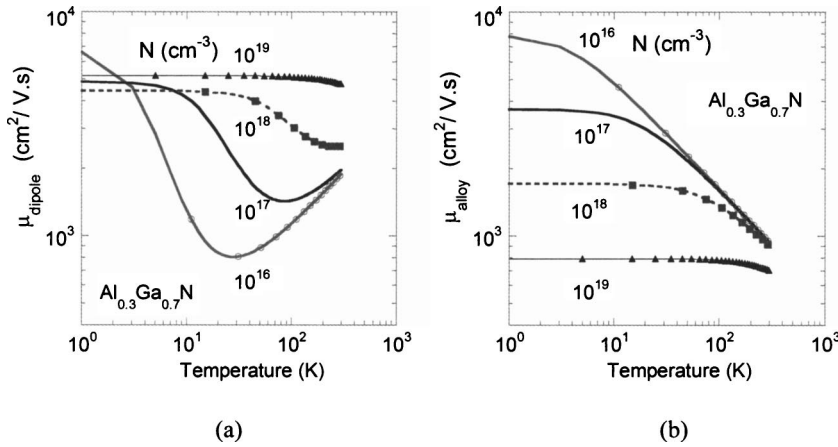 10⁴
N (cm⁻³) 10¹⁹
10¹⁸
10¹⁷
10¹⁶
10³
Al₀.₃Ga₀.₇N
μdipole (cm²/ V.s)
10⁰ 10¹ 10² 10³
Temperature (K)
(a)
10⁴
10¹⁶ N (cm⁻³)
Al₀.₃Ga₀.₇N
10¹⁷
10¹⁸
10³
10¹⁹
μalloy (cm²/ V.s)
10⁰ 10¹ 10² 10³
Temperature (K)
(b)